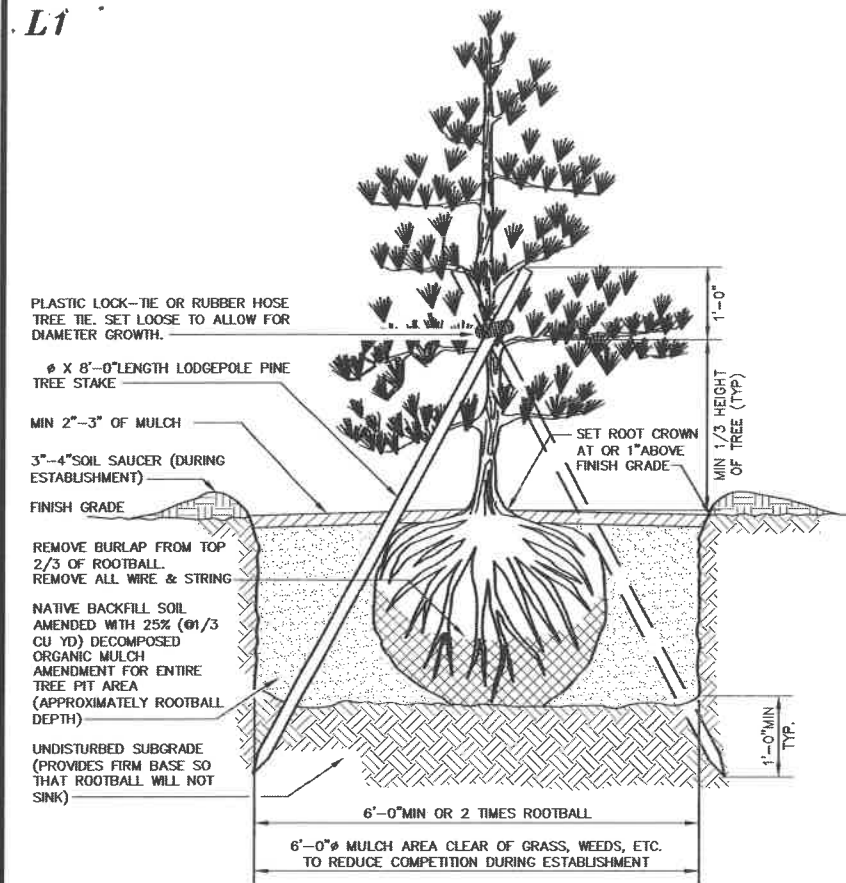 L1
PLASTIC LOCK-TIE OR RUBBER HOSE
TREE TIE. SET LOOSE TO ALLOW FOR
DIAMETER GROWTH.
ø X 8'-0"LENGTH LODGEPOLE PINE
TREE STAKE
MIN 2"-3" OF MULCH
3"-4"SOIL SAUCER (DURING
ESTABLISHMENT)
FINISH GRADE
REMOVE BURLAP FROM TOP
2/3 OF ROOTBALL.
REMOVE ALL WIRE & STRING
NATIVE BACKFILL SOIL
AMENDED WITH 25% (1/3
CU YD) DECOMPOSED
ORGANIC MULCH
AMENDMENT FOR ENTIRE
TREE PIT AREA
(APPROXIMATELY ROOTBALL
DEPTH)
UNDISTURBED SUBGRADE
(PROVIDES FIRM BASE SO
THAT ROOTBALL WILL NOT
SINK)
1'-0"
MIN 1/3 HEIGHT
OF TREE (TYP)
SET ROOT CROWN
AT OR 1"ABOVE
FINISH GRADE
1'-0"MIN
TYP.
6'-0"MIN OR 2 TIMES ROOTBALL
6'-0"ø MULCH AREA CLEAR OF GRASS, WEEDS, ETC.
TO REDUCE COMPETITION DURING ESTABLISHMENT